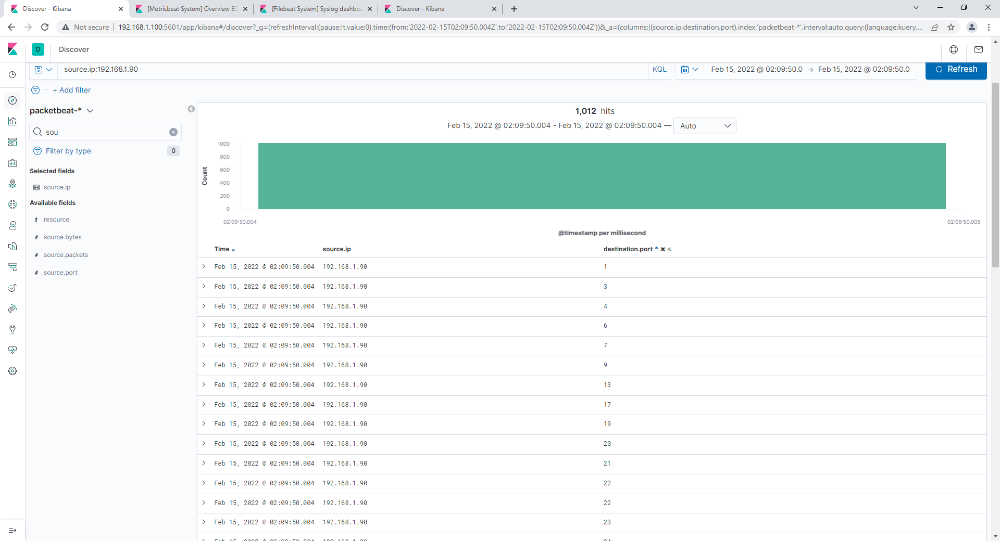 Discover - Kibana
[Metricbeat System] Overview EC
[Filebeat System] Syslog dashboa
Discover - Kibana
Not secure
192.168.1.100:5601/app/kibana#/discover?_g=(refreshInterval:(pause:!t,value:0),time:(from:'2022-02-15T02:09:50.004Z',to:'2022-02-15T02:09:50.004Z'))&_a=(columns:!(source.ip,destination.port),index:'packetbeat-*',interval:auto,query:(language:kuery,...
D
Discover
source.ip:192.168.1.90
KQL
Feb 15, 2022 @ 02:09:50.0 → Feb 15, 2022 @ 02:09:50.0
Refresh
+ Add filter
packetbeat-*
sou
Filter by type 0
Selected fields
source.ip
Available fields
t resource
# source.bytes
# source.packets
# source.port
1,012 hits
Feb 15, 2022 @ 02:09:50.004 - Feb 15, 2022 @ 02:09:50.004 — Auto
Count
1000
800
600
400
200
0
02:09:50.004
02:09:50.005
@timestamp per millisecond
Time source.ip destination.port
Feb 15, 2022 @ 02:09:50.004 192.168.1.90 1
Feb 15, 2022 @ 02:09:50.004 192.168.1.90 3
Feb 15, 2022 @ 02:09:50.004 192.168.1.90 4
Feb 15, 2022 @ 02:09:50.004 192.168.1.90 6
Feb 15, 2022 @ 02:09:50.004 192.168.1.90 7
Feb 15, 2022 @ 02:09:50.004 192.168.1.90 9
Feb 15, 2022 @ 02:09:50.004 192.168.1.90 13
Feb 15, 2022 @ 02:09:50.004 192.168.1.90 17
Feb 15, 2022 @ 02:09:50.004 192.168.1.90 19
Feb 15, 2022 @ 02:09:50.004 192.168.1.90 20
Feb 15, 2022 @ 02:09:50.004 192.168.1.90 21
Feb 15, 2022 @ 02:09:50.004 192.168.1.90 22
Feb 15, 2022 @ 02:09:50.004 192.168.1.90 22
Feb 15, 2022 @ 02:09:50.004 192.168.1.90 23